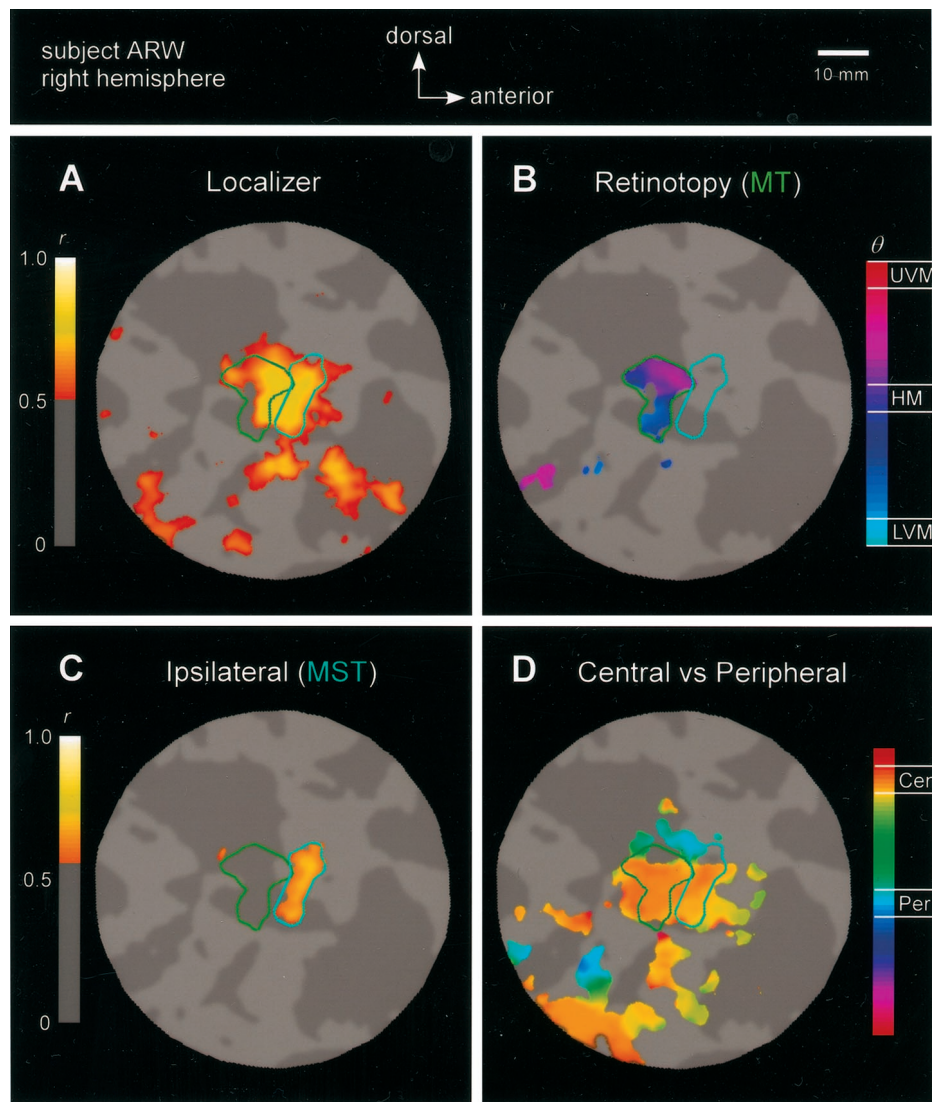 subject ARW
right hemisphere
dorsal
anterior
10 mm
A
Localizer
r
1.0
0.5
0
B
Retinotopy (MT)
θ
UVM
HM
LVM
C
Ipsilateral (MST)
r
1.0
0.5
0
D
Central vs Peripheral
Cen
Per